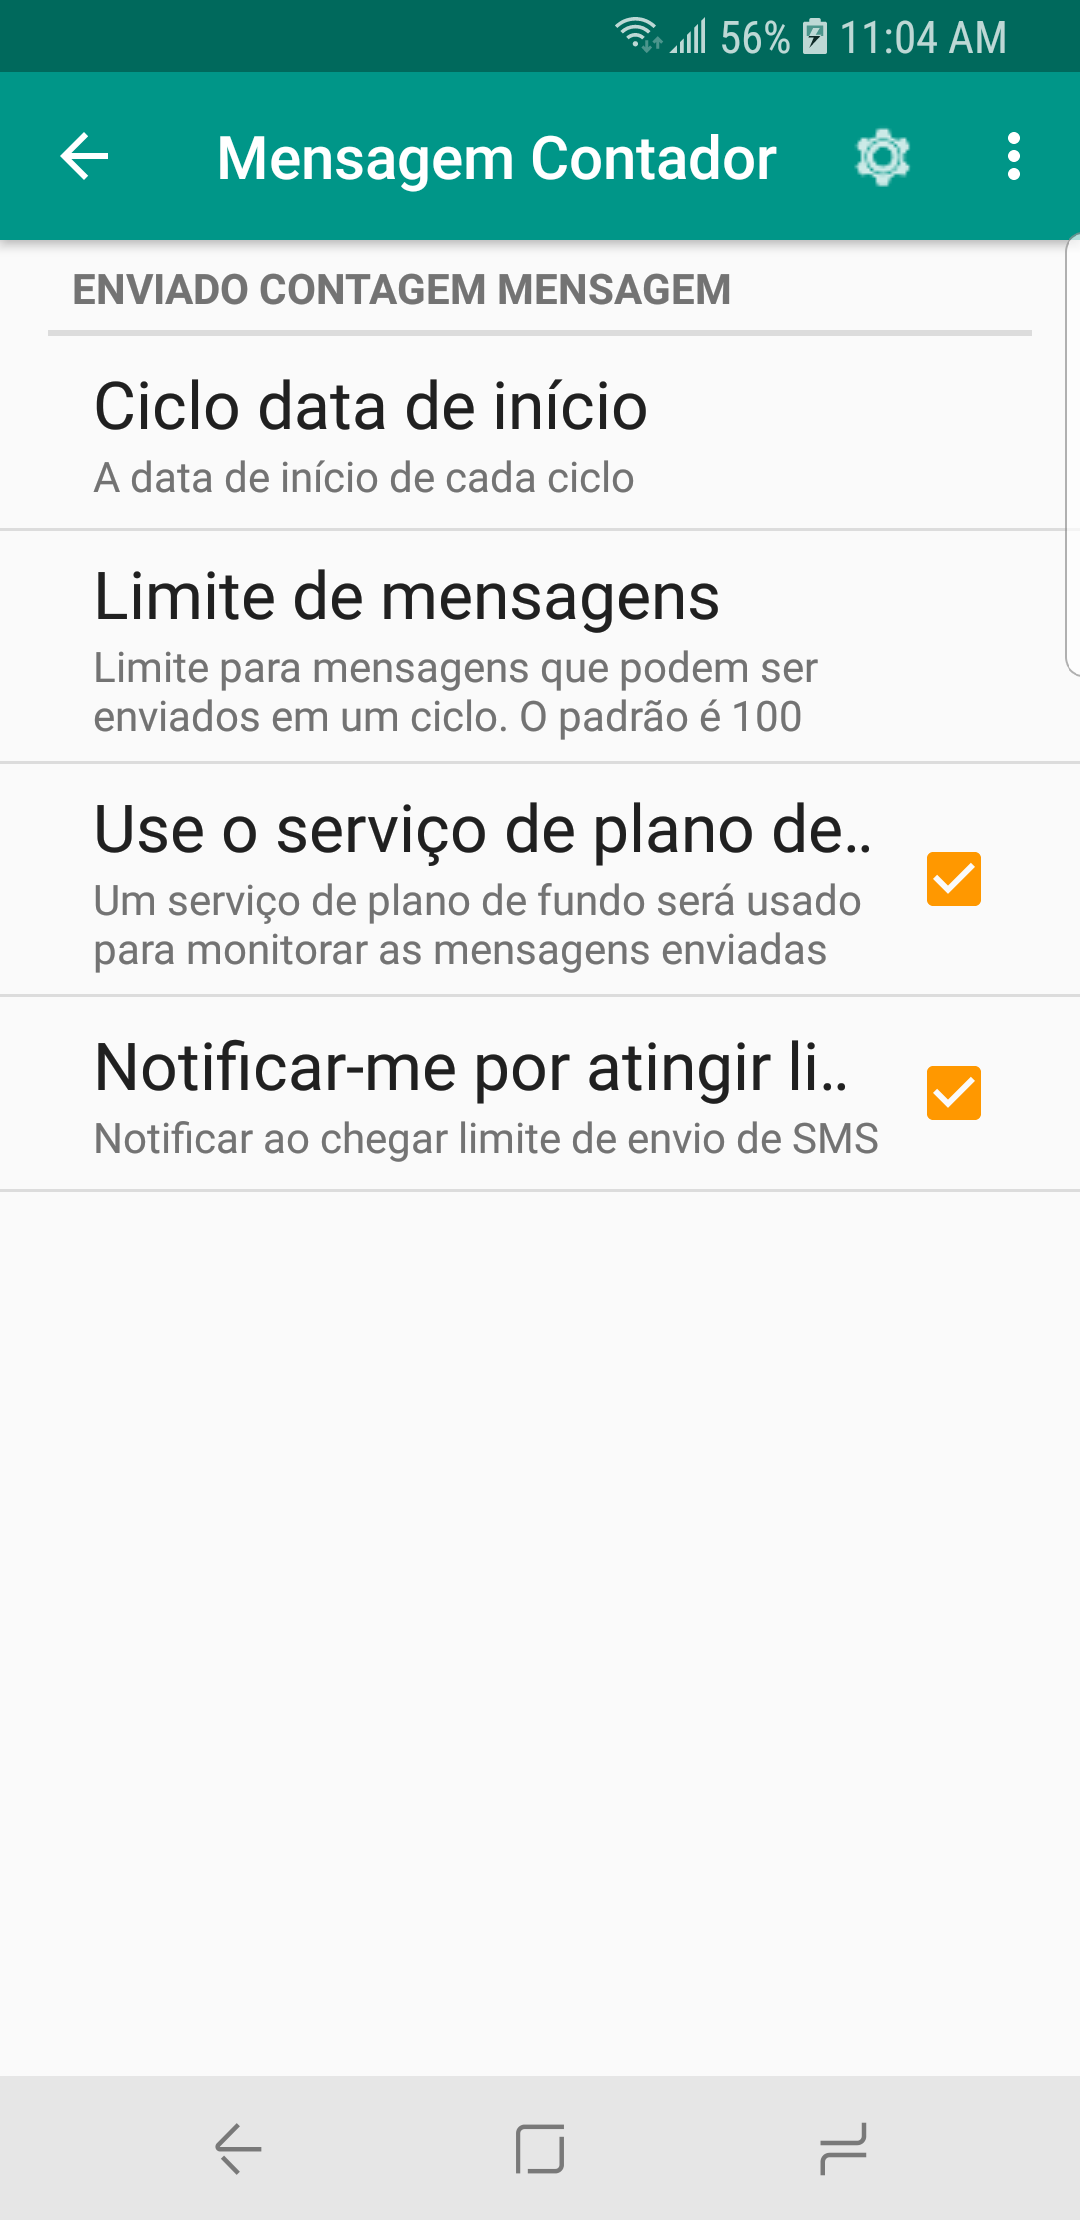 56% 11:04 AM
Mensagem Contador
ENVIADO CONTAGEM MENSAGEM
Ciclo data de início
A data de início de cada ciclo
Limite de mensagens
Limite para mensagens que podem ser
enviados em um ciclo. O padrão é 100
Use o serviço de plano de..
Um serviço de plano de fundo será usado
para monitorar as mensagens enviadas
Notificar-me por atingir li..
Notificar ao chegar limite de envio de SMS